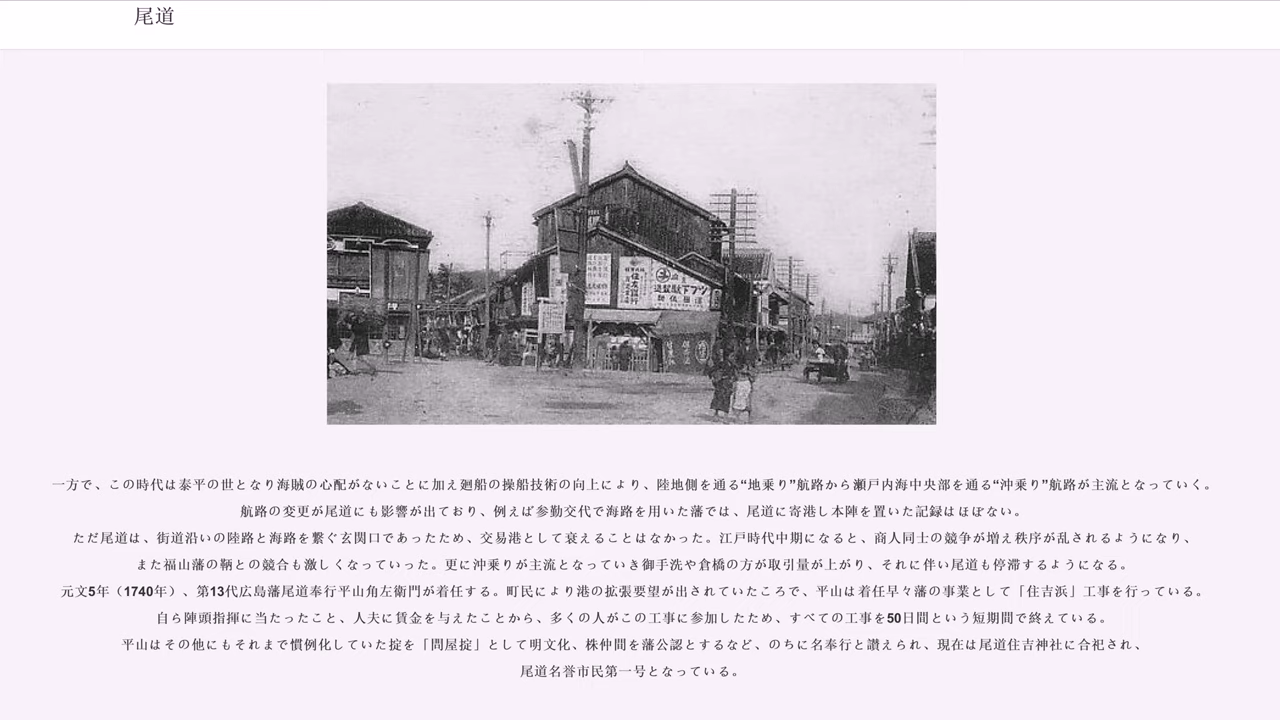 尾道
一方で、この時代は泰平の世となり海賊の心配がないことに加え廻船の操船技術の向上により、陸地側を通る“地乗り”航路から瀬戸内海中央部を通る“沖乗り”航路が主流となっていく。
航路の変更が尾道にも影響が出ており、例えば参勤交代で海路を用いた藩では、尾道に寄港し本陣を置いた記録はほぼない。
ただ尾道は、街道沿いの陸路と海路を繋ぐ玄関口であったため、交易港として衰えることはなかった。江戸時代中期になると、商人同士の競争が増え秩序が乱されるようになり、
また福山藩の鞆との競合も激しくなっていった。更に沖乗りが主流となっていき御手洗や倉橋の方が取引量が上がり、それに伴い尾道も停滞するようになる。
元文5年（1740年）、第13代広島藩尾道奉行平山角左衛門が着任する。町民により港の拡張要望が出されていたころで、平山は着任早々藩の事業として「住吉浜」工事を行っている。
自ら陣頭指揮に当たったこと、人夫に賃金を与えたことから、多くの人がこの工事に参加したため、すべての工事を50日間という短期間で終えている。
平山はその他にもそれまで慣例化していた掟を「問屋掟」として明文化、株仲間を藩公認とするなど、のちに名奉行と讃えられ、現在は尾道住吉神社に合祀され、
尾道名誉市民第一号となっている。